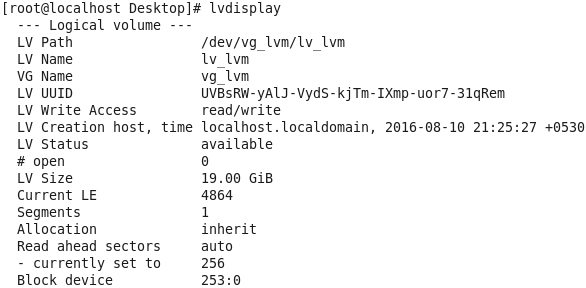 [root@localhost Desktop]# lvdisplay
--- Logical volume ---
LV Path                /dev/vg_lvm/lv_lvm
LV Name                lv_lvm
VG Name                vg_lvm
LV UUID                UVBsRW-yAlJ-VydS-kjTm-IXmp-uor7-31qRem
LV Write Access        read/write
LV Creation host, time localhost.localdomain, 2016-08-10 21:25:27 +0530
LV Status              available
# open                 0
LV Size                19.00 GiB
Current LE             4864
Segments               1
Allocation             inherit
Read ahead sectors     auto
- currently set to     256
Block device           253:0